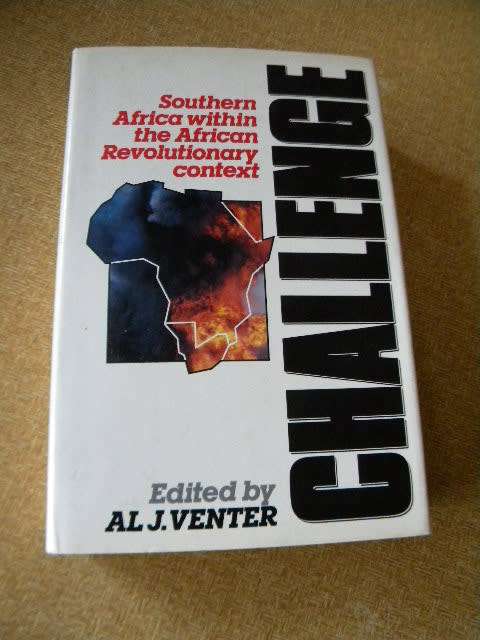 Southern
Africa within
the African
Revolutionary
context
CHALLENGE
Edited by
AL J. VENTER